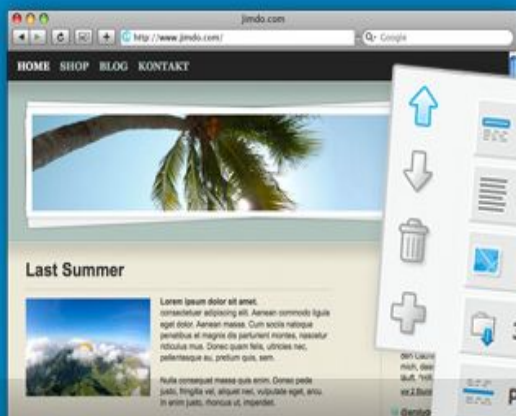 jimdo.com
http://www.jimdo.com/
Google
HOME SHOP BLOG KONTAKT
Last Summer
Lorem ipsum dolor sit amet.
consectetuer adipiscing elit. Aenean commodo ligula
eget dolor. Aenean massa. Cum sociis natoque
penatibus et magnis dis parturient montes, nascetur
ridiculus mus. Donec quam felis, ultricies nec,
pellentesque eu, pretium quis, sem.
Nulla consequat massa quis enim. Donec pede
justo, fringilla vel, aliquet nec, vulputate eget, arcu.
In enim justo, rhoncus ut, imperdiet.